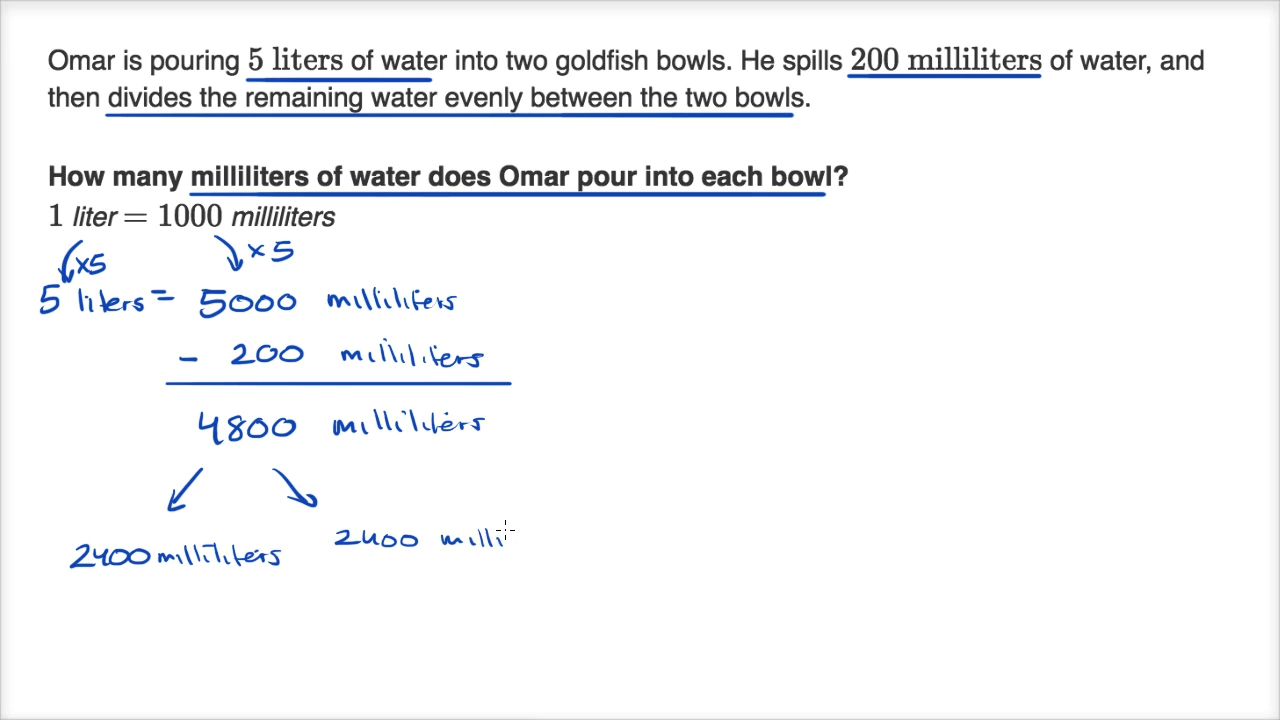 Omar is pouring 5 liters of water into two goldfish bowls. He spills 200 milliliters of water, and
then divides the remaining water evenly between the two bowls.
How many milliliters of water does Omar pour into each bowl?
1 liter = 1000 milliliters
×5 ×5
5 liters = 5000 milliliters
- 200 milliliters
4800 milliliters
2400 milliliters 2400 milli